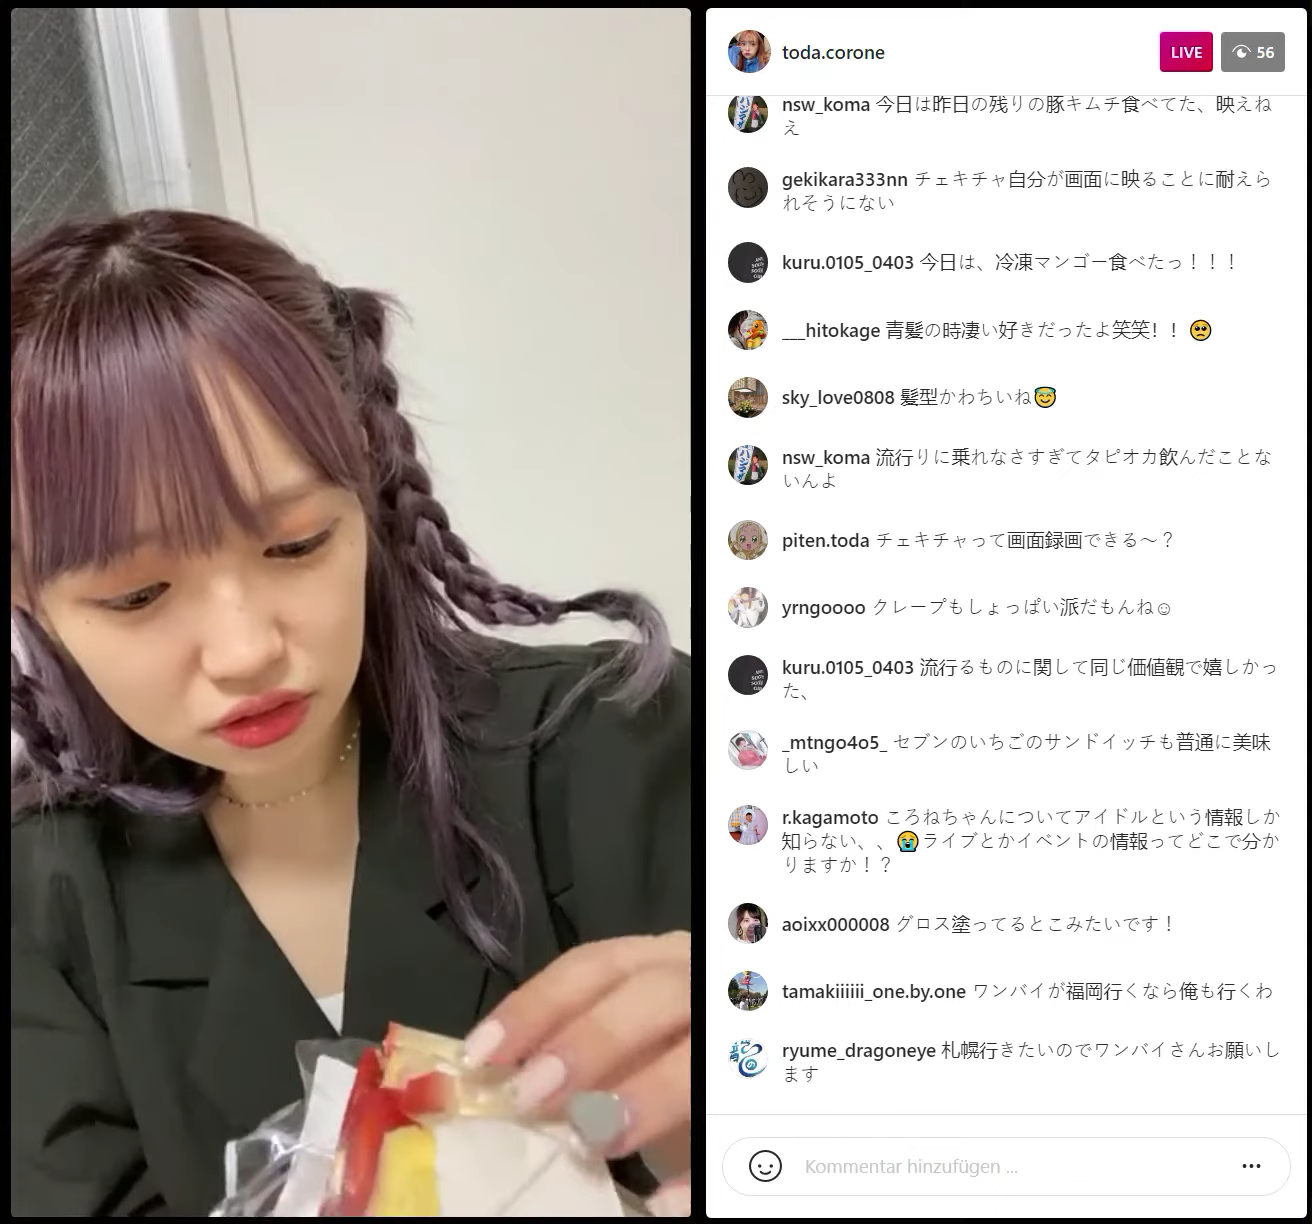 toda.corone
LIVE
56
nsw_koma 今日は昨日の残りの豚キムチ食べてた、映えね
え
gekikara333nn チェキチャ自分が画面に映ることに耐えら
れそうにない
kuru.0105_0403 今日は、冷凍マンゴー食べたっ！！！
___hitokage 青髪の時凄い好きだったよ笑笑！！🥺
sky_love0808 髪型かわちいね😇
nsw_koma 流行りに乗れなさすぎてタピオカ飲んだことな
いんよ
piten.toda チェキチャって画面録画できる〜？
yrngoooo クレープもしょっぱい派だもんね☺
kuru.0105_0403 流行るものに関して同じ価値観で嬉しかっ
た、
_mtngo4o5_ セブンのいちごのサンドイッチも普通に美味
しい
r.kagamoto ころねちゃんについてアイドルという情報しか
知らない、、😭ライブとかイベントの情報ってどこで分か
りますか！？
aoixx000008 グロス塗ってるとこみたいです！
tamakiiiiii_one.by.one ワンバイが福岡行くなら俺も行くわ
ryume_dragoneye 札幌行きたいのでワンバイさんお願いし
ます
Kommentar hinzufügen ...